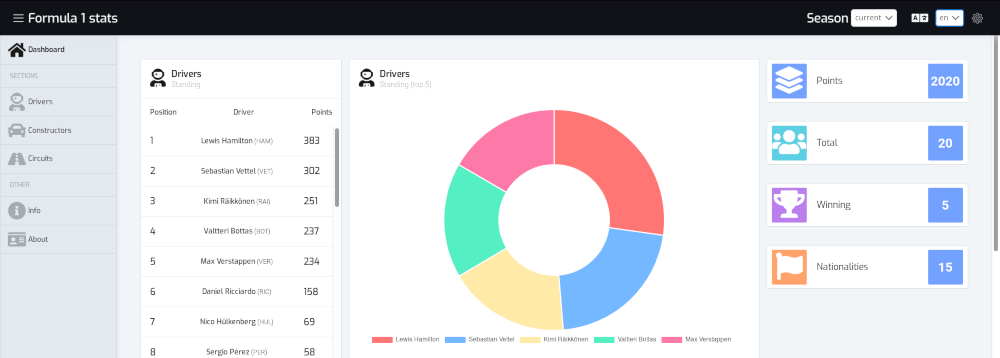 Formula 1 stats
Season current en
Dashboard
SECTIONS
Drivers
Constructors
Circuits
OTHER
Info
About
Drivers
Standing
Position Driver Points
1 Lewis Hamilton (HAM) 383
2 Sebastian Vettel (VET) 302
3 Kimi Räikkönen (RAI) 251
4 Valtteri Bottas (BOT) 237
5 Max Verstappen (VER) 234
6 Daniel Ricciardo (RIC) 158
7 Nico Hülkenberg (HUL) 69
8 Sergio Pérez (PER) 58
Drivers
Standing (top 5)
Lewis Hamilton Sebastian Vettel Kimi Räikkönen Valtteri Bottas Max Verstappen
Points 2020
Total 20
Winning 5
Nationalities 15